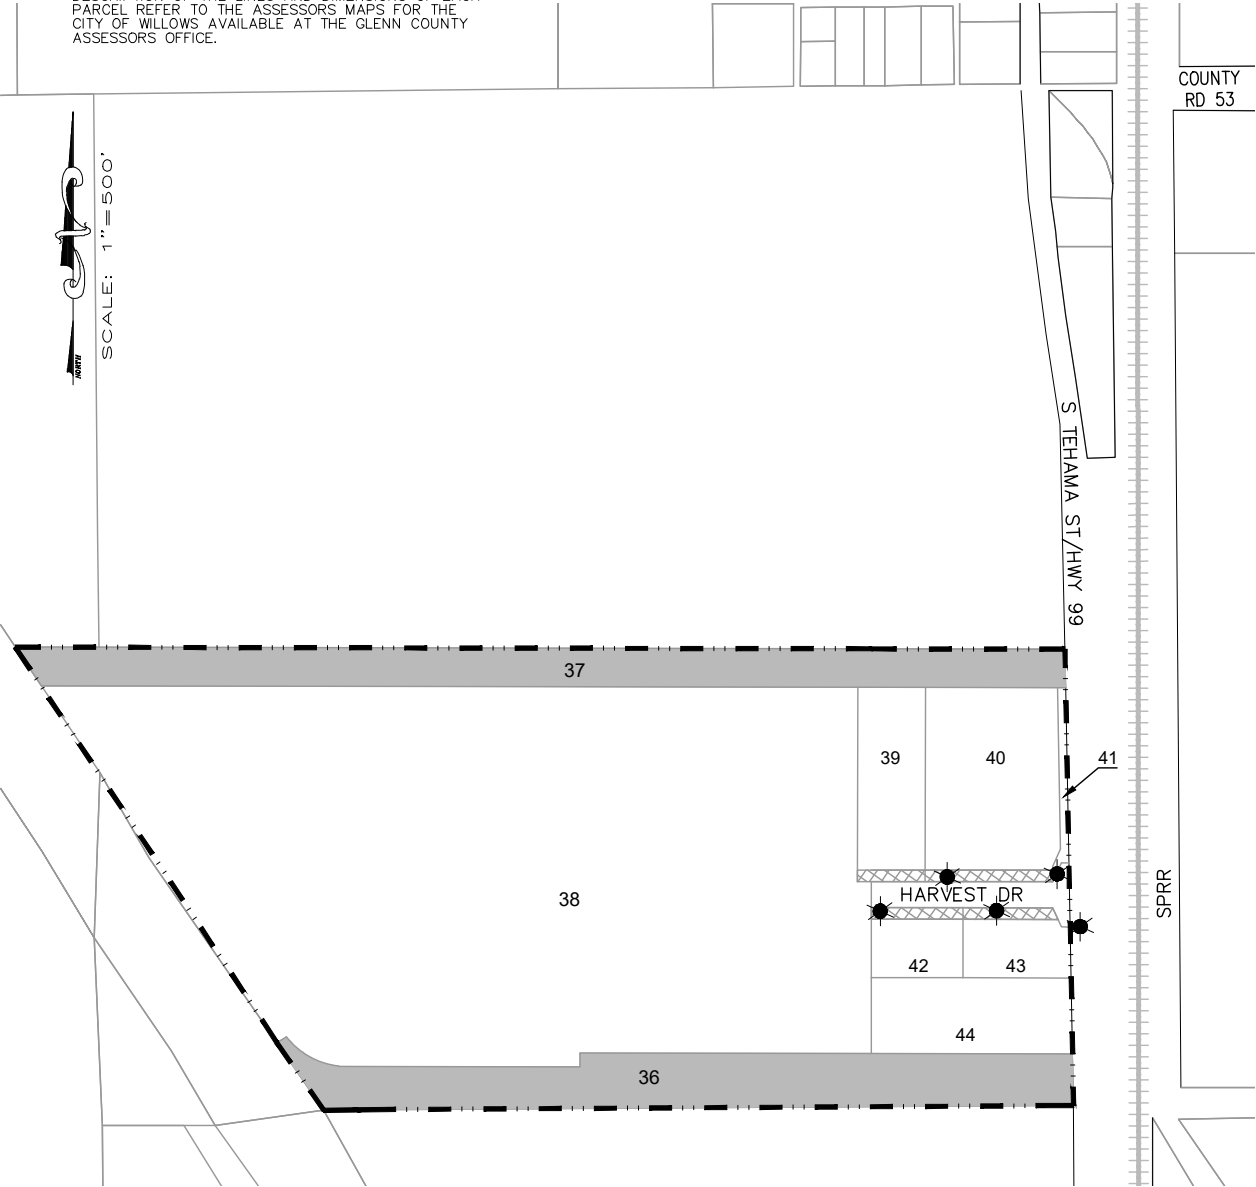 PARCEL REFER TO THE ASSESSORS MAPS FOR THE
CITY OF WILLOWS AVAILABLE AT THE GLENN COUNTY
ASSESSORS OFFICE.
COUNTY
RD 53
NORTH
SCALE: 1"=500'
S TEHAMA ST/HWY 99
37
39
40
41
38
HARVEST DR
SPRR
42
43
44
36